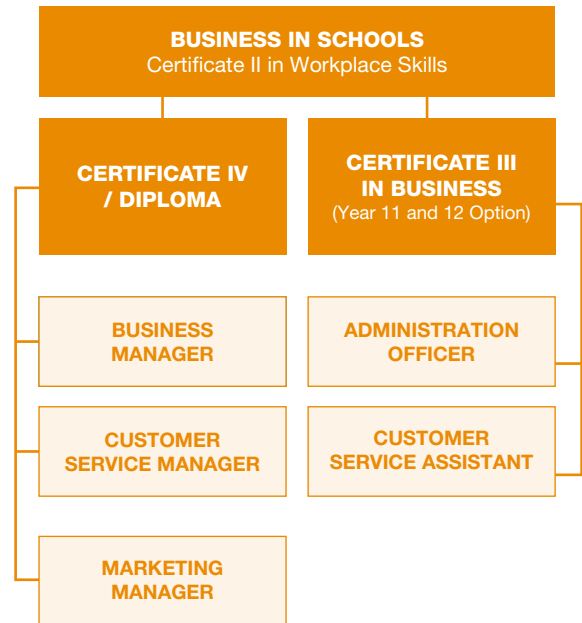 BUSINESS IN SCHOOLS
Certificate II in Workplace Skills
CERTIFICATE IV
/ DIPLOMA
CERTIFICATE III
IN BUSINESS
(Year 11 and 12 Option)
BUSINESS
MANAGER
ADMINISTRATION
OFFICER
CUSTOMER
SERVICE MANAGER
CUSTOMER
SERVICE ASSISTANT
MARKETING
MANAGER